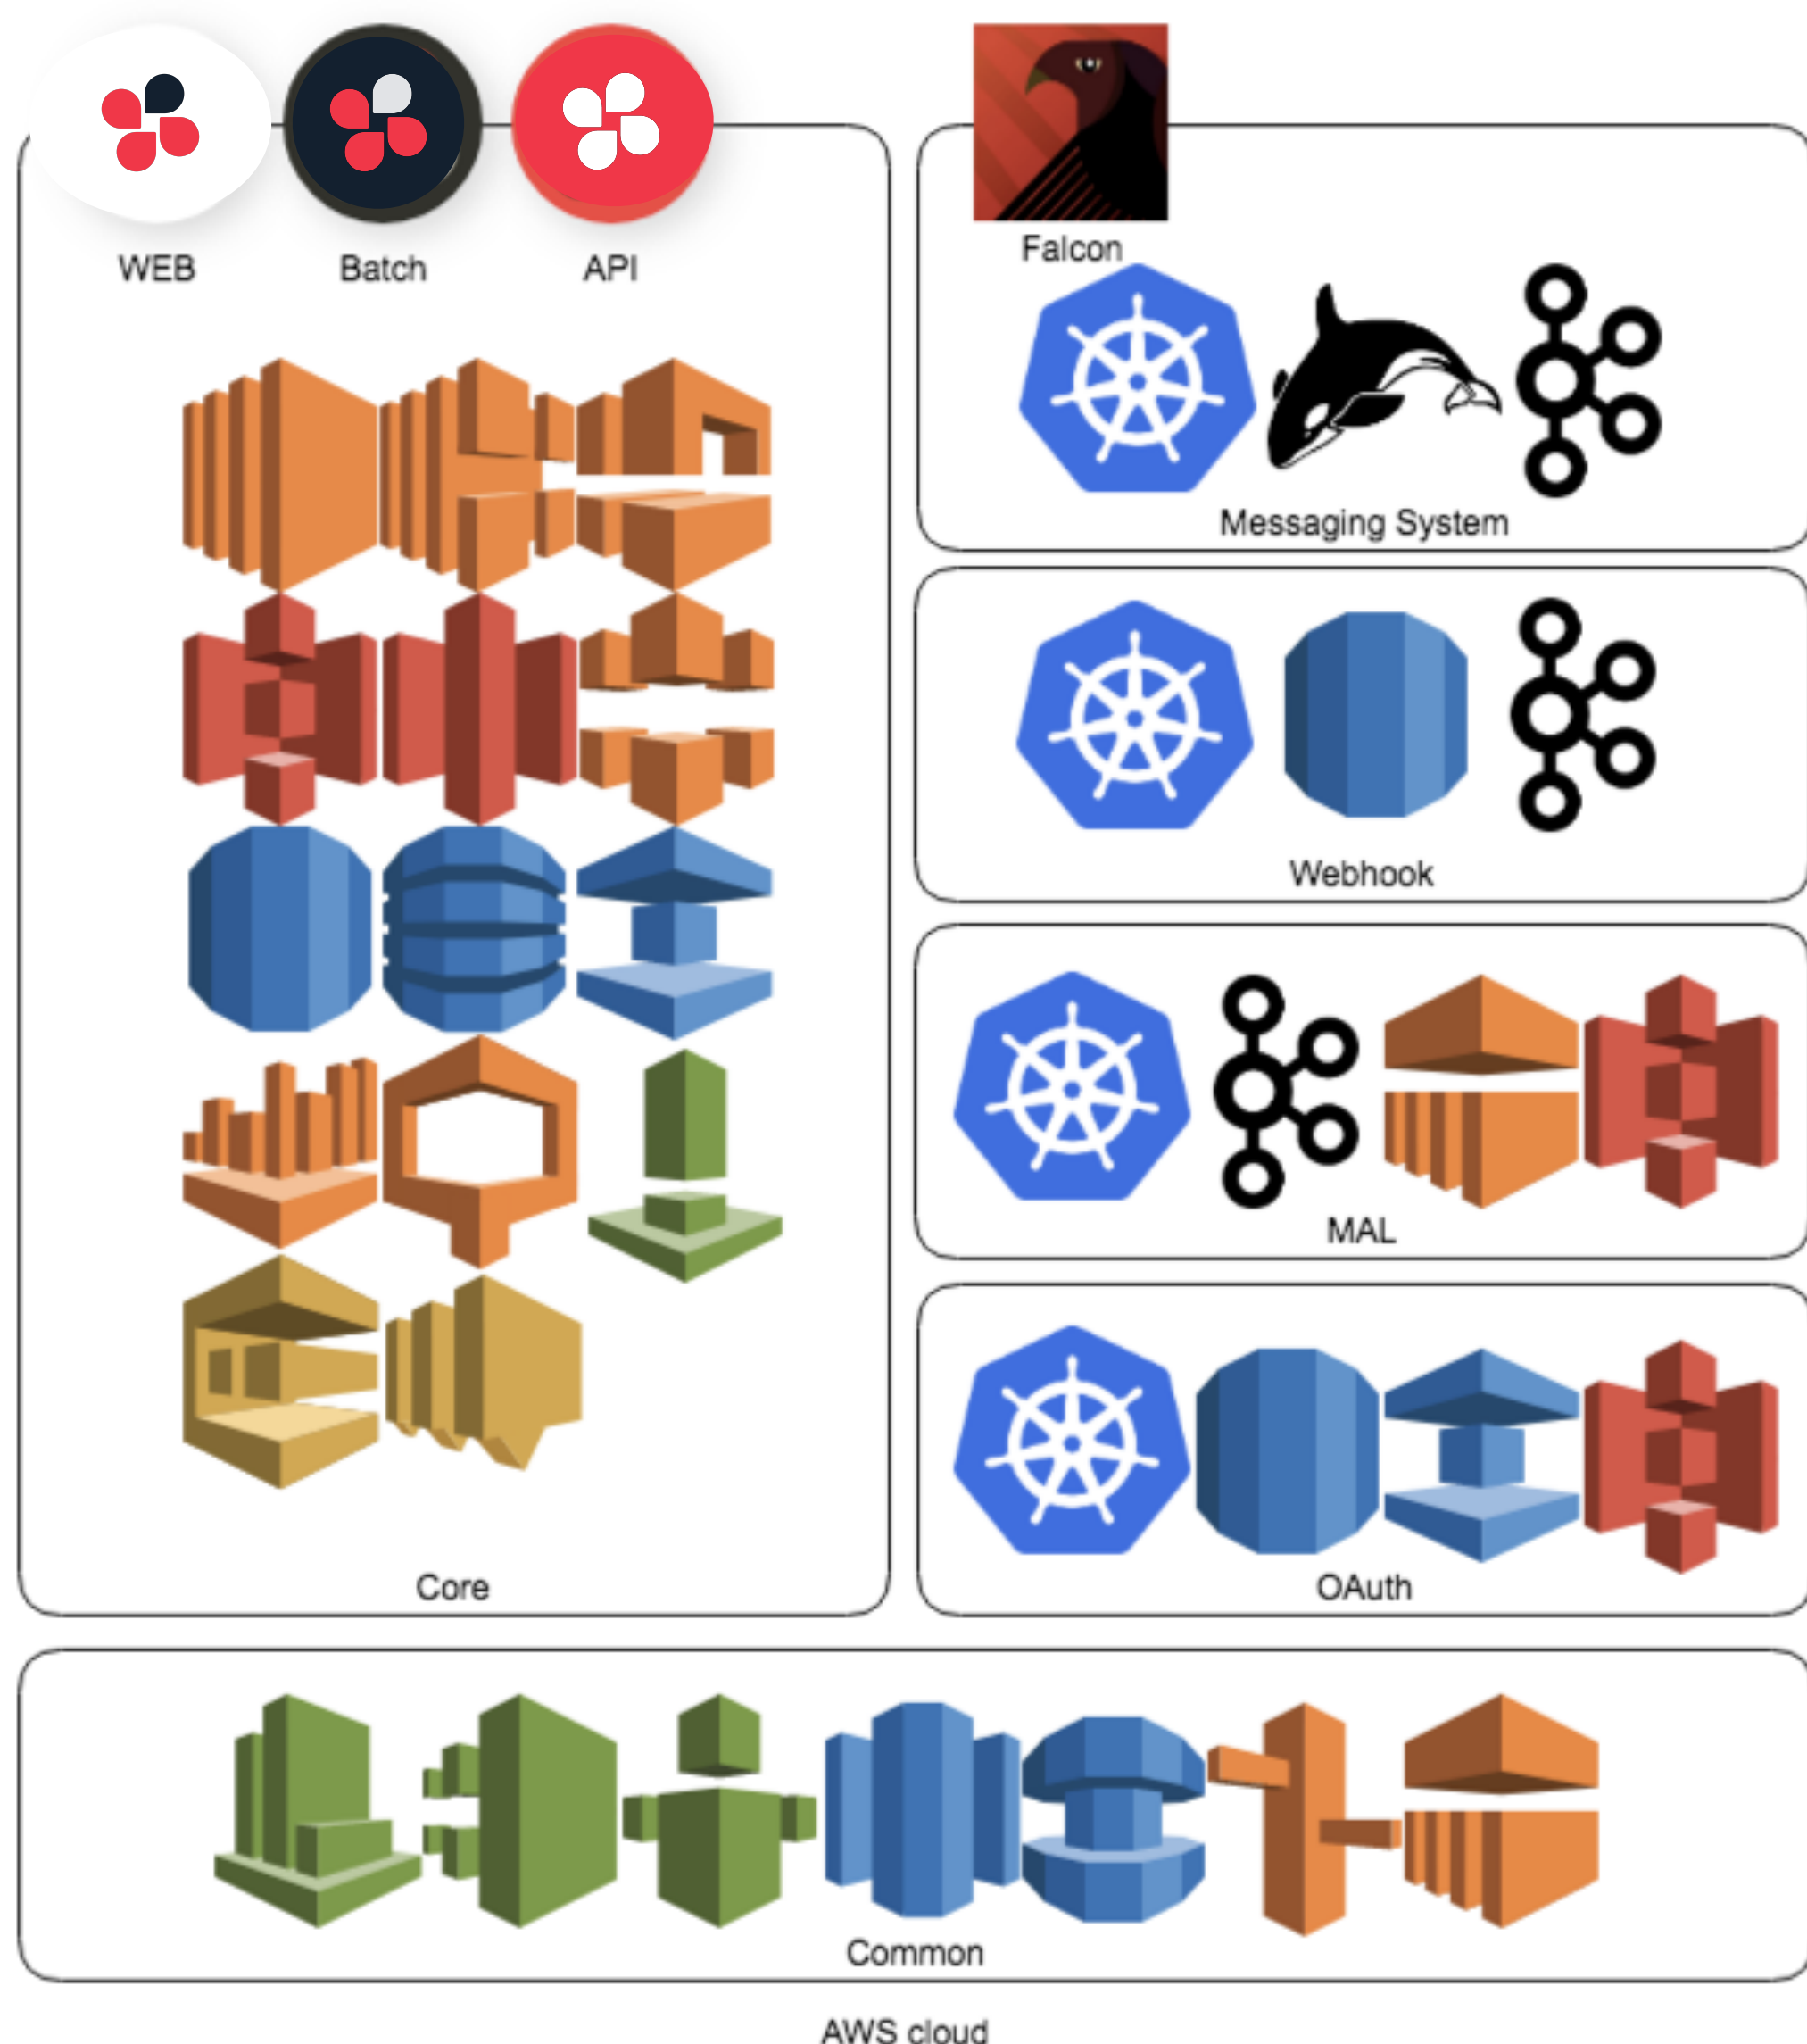 WEB
Batch
API
Falcon
Messaging System
Webhook
MAL
OAuth
Core
Common
AWS cloud